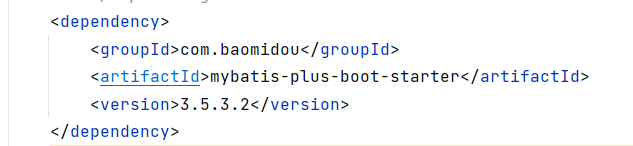 <dependency>
<groupId>com.baomidou</groupId>
<artifactId>mybatis-plus-boot-starter</artifactId>
<version>3.5.3.2</version>
</dependency>